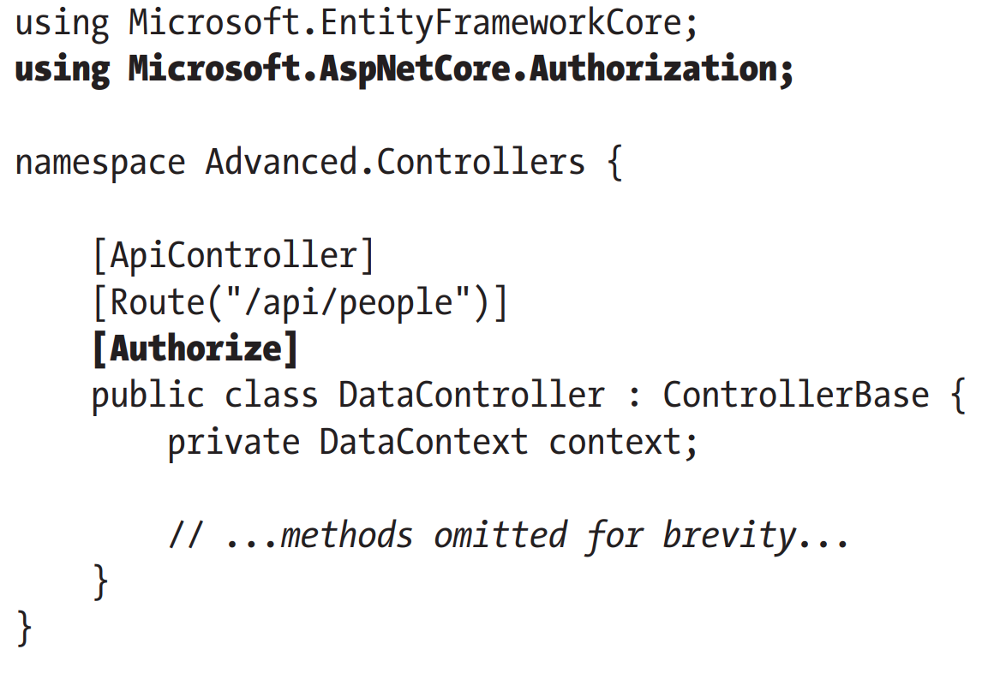 using Microsoft.EntityFrameworkCore;
using Microsoft.AspNetCore.Authorization;
namespace Advanced.Controllers {
[ApiController]
[Route("/api/people")]
[Authorize]
public class DataController : ControllerBase {
private DataContext context;
// ...methods omitted for brevity...
}
}